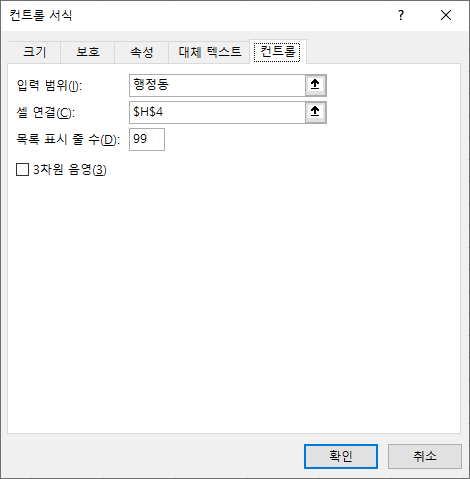 컨트롤 서식 ?
크기 보호 속성 대체 텍스트 컨트롤
입력 범위(I): 행정동
셀 연결(C): $H$4
목록 표시 줄 수(D): 99
3차원 음영(3)
확인 취소